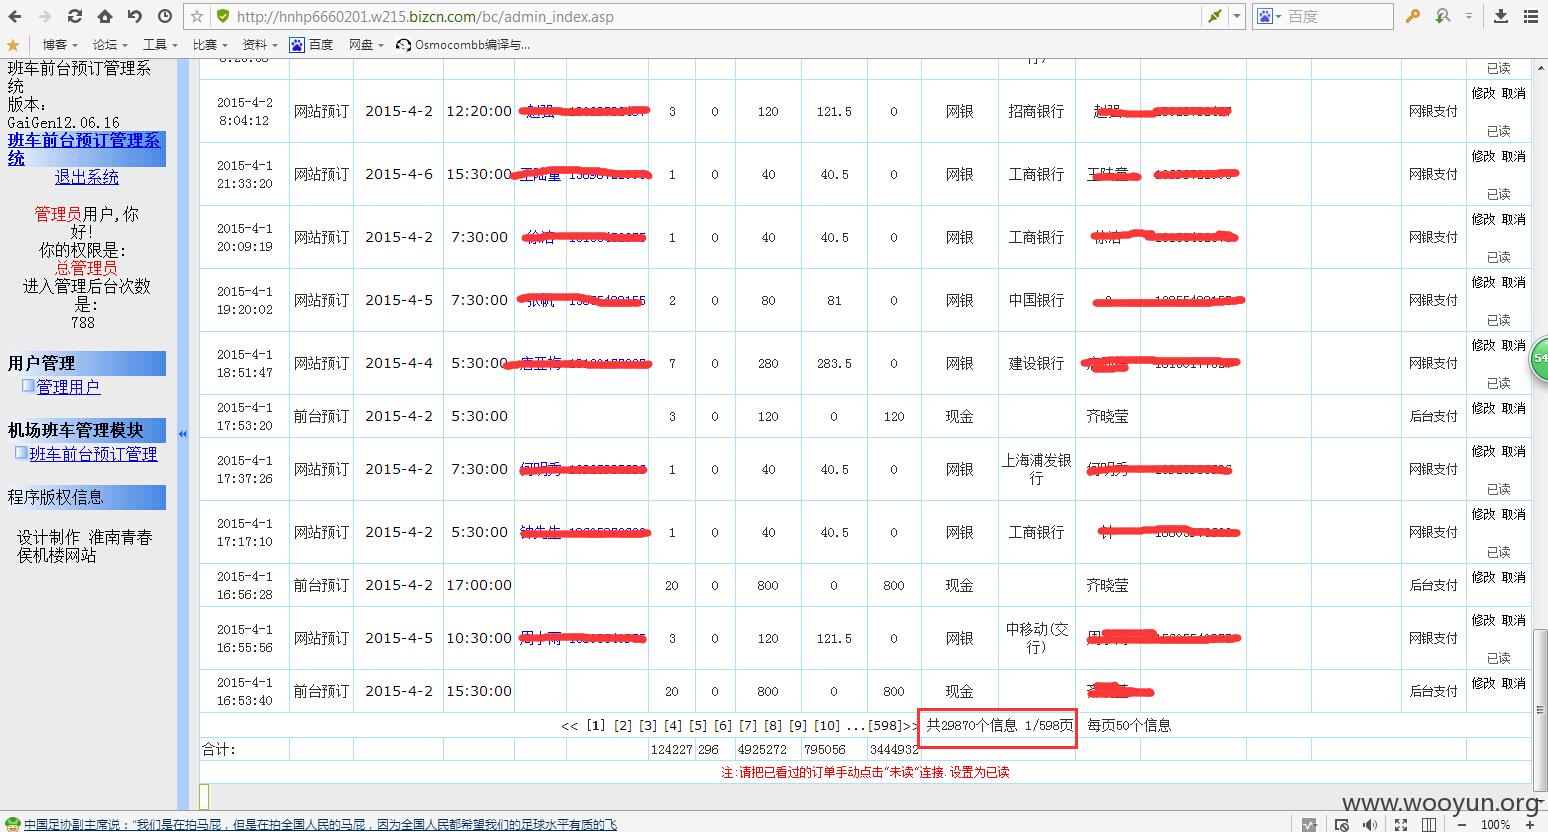 http://hnhp6660201.w215.bizcn.com/bc/admin_index.asp 百度
博客 论坛 工具 比赛 资料 百度 网盘 Osmocombb编译与...
班车前台预订管理系
统
版本:
GaiGen12.06.16
班车前台预订管理系
统
退出系统
管理员用户,你
好!
你的权限是:
总管理员
进入管理后台次数
是:
788
用户管理
管理用户
机场班车管理模块
班车前台预订管理
程序版权信息
设计制作 淮南青春
侯机楼网站
已读
2015-4-2 8:04:12 网站预订 2015-4-2 12:20:00 3 0 120 121.5 0 网银 招商银行 网银支付 修改 取消 已读
2015-4-1 21:33:20 网站预订 2015-4-6 15:30:00 1 0 40 40.5 0 网银 工商银行 网银支付 修改 取消 已读
2015-4-1 20:09:19 网站预订 2015-4-2 7:30:00 1 0 40 40.5 0 网银 工商银行 网银支付 修改 取消 已读
2015-4-1 19:20:02 网站预订 2015-4-5 7:30:00 2 0 80 81 0 网银 中国银行 网银支付 修改 取消 已读
2015-4-1 18:51:47 网站预订 2015-4-4 5:30:00 7 0 280 283.5 0 网银 建设银行 网银支付 修改 取消 已读
2015-4-1 17:53:20 前台预订 2015-4-2 5:30:00 3 0 120 0 120 现金 齐晓莹 后台支付 修改 取消
2015-4-1 17:37:26 网站预订 2015-4-2 7:30:00 1 0 40 40.5 0 网银 上海浦发银行 网银支付 修改 取消 已读
2015-4-1 17:17:10 网站预订 2015-4-2 5:30:00 1 0 40 40.5 0 网银 工商银行 网银支付 修改 取消 已读
2015-4-1 16:56:28 前台预订 2015-4-2 17:00:00 20 0 800 0 800 现金 齐晓莹 后台支付 修改 取消
2015-4-1 16:55:56 网站预订 2015-4-5 10:30:00 3 0 120 121.5 0 网银 中移动(交行) 网银支付 修改 取消 已读
2015-4-1 16:53:40 前台预订 2015-4-2 15:30:00 20 0 800 0 800 现金 后台支付 修改 取消
<< [1] [2] [3] [4] [5] [6] [7] [8] [9] [10] ...[598]>> 共29870个信息 1/598页 每页50个信息
合计: 124227 296 4925272 795056 3444932
注:请把已看过的订单手动点击"未读"连接.设置为已读
54
www.wooyun.org
中国足协副主席说: "我们是在拍马屁, 但是在拍全国人民的马屁, 因为全国人民都希望我们的足球水平有质的飞
100%